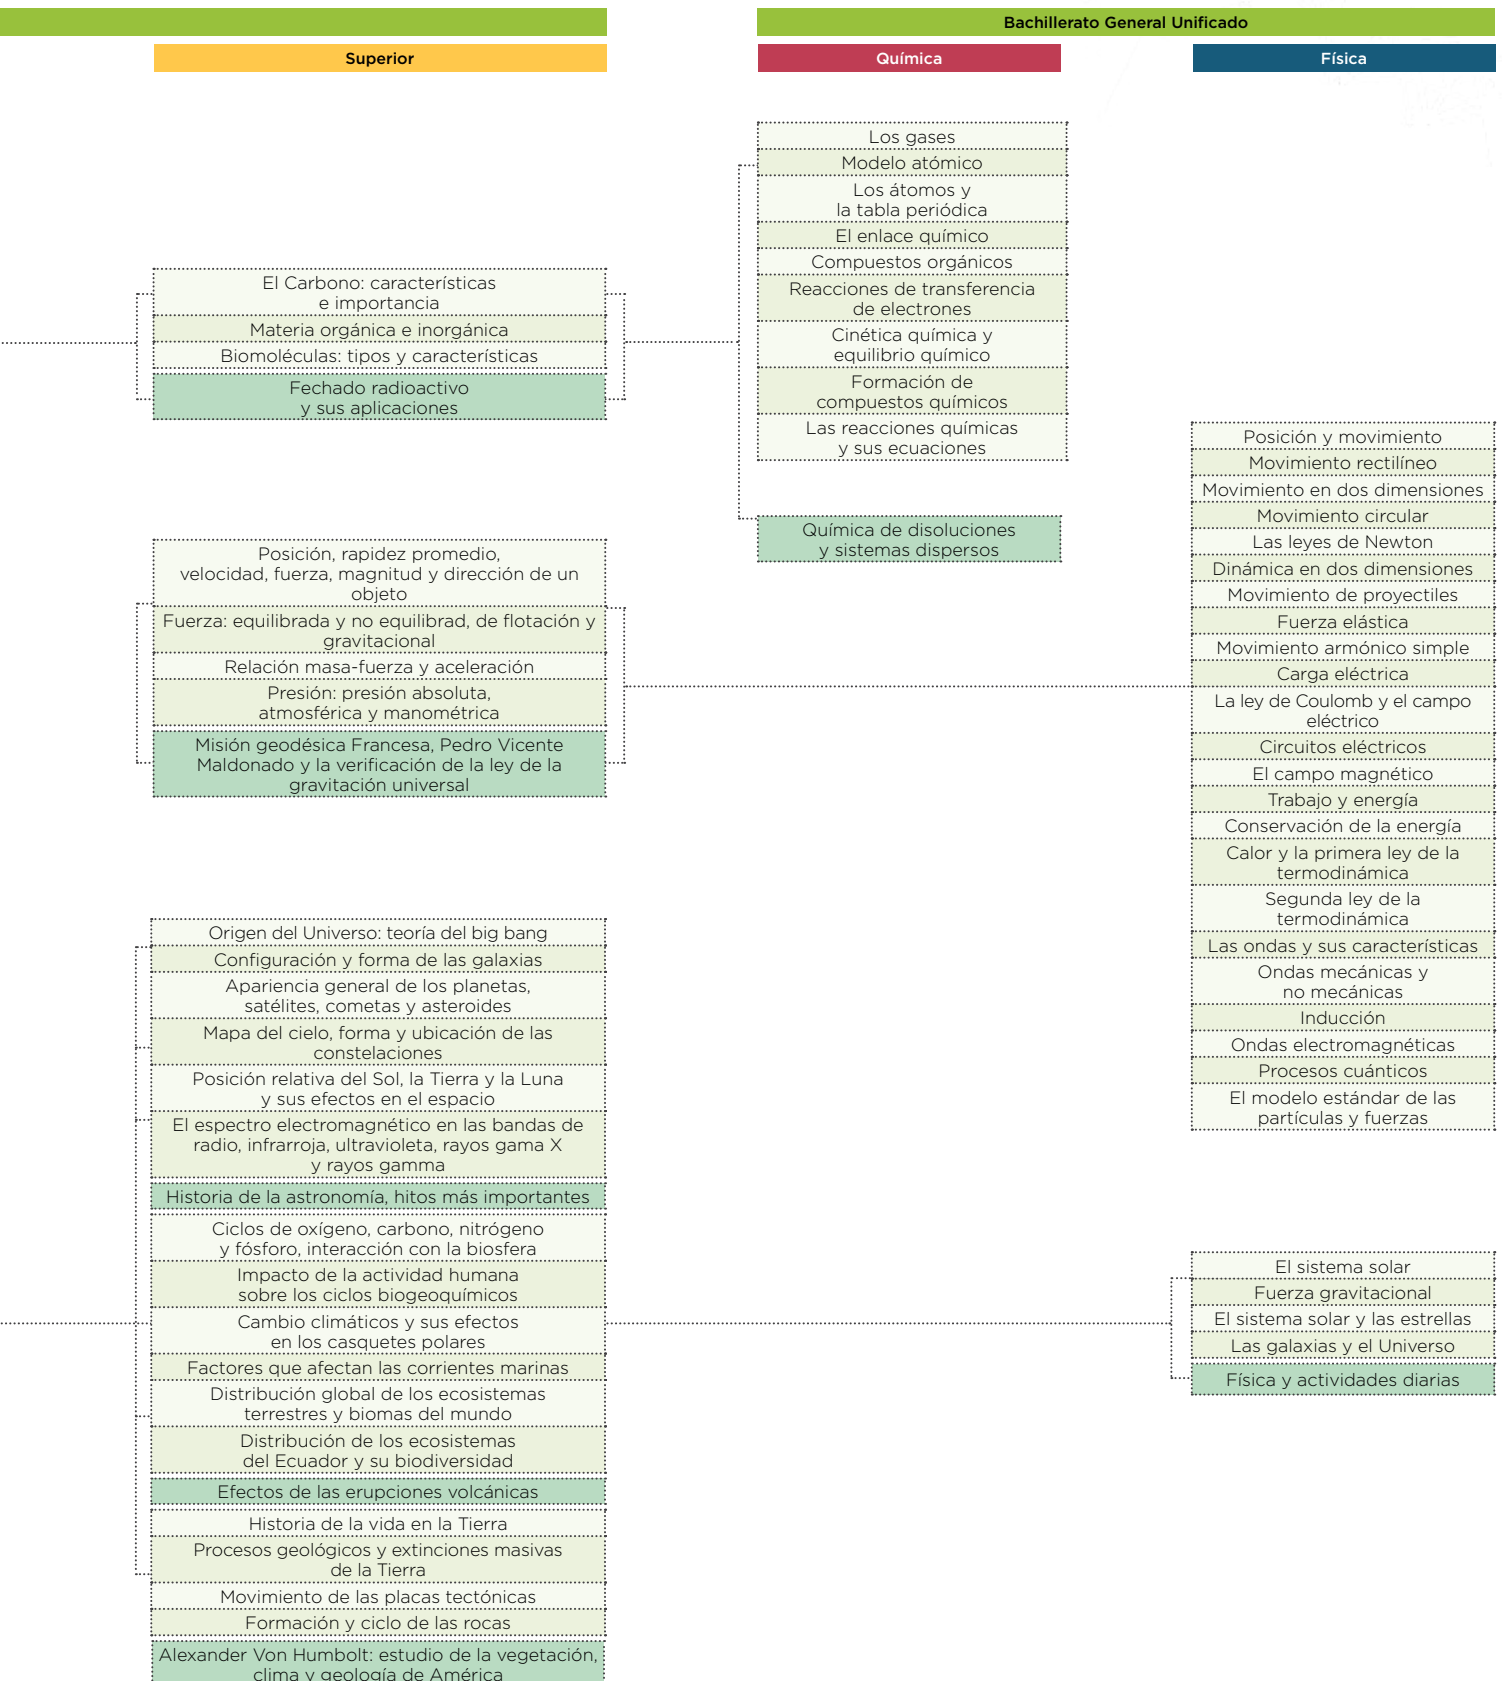 Bachillerato General Unificado
Superior
Química
Física
El Carbono: características
e importancia
Materia orgánica e inorgánica
Biomoléculas: tipos y características
Fechado radioactivo
y sus aplicaciones
Los gases
Modelo atómico
Los átomos y
la tabla periódica
El enlace químico
Compuestos orgánicos
Reacciones de transferencia
de electrones
Cinética química y
equilibrio químico
Formación de
compuestos químicos
Las reacciones químicas
y sus ecuaciones
Química de disoluciones
y sistemas dispersos
Posición, rapidez promedio,
velocidad, fuerza, magnitud y dirección de un
objeto
Fuerza: equilibrada y no equilibrad, de flotación y
gravitacional
Relación masa-fuerza y aceleración
Presión: presión absoluta,
atmosférica y manométrica
Misión geodésica Francesa, Pedro Vicente
Maldonado y la verificación de la ley de la
gravitación universal
Posición y movimiento
Movimiento rectilíneo
Movimiento en dos dimensiones
Movimiento circular
Las leyes de Newton
Dinámica en dos dimensiones
Movimiento de proyectiles
Fuerza elástica
Movimiento armónico simple
Carga eléctrica
La ley de Coulomb y el campo
eléctrico
Circuitos eléctricos
El campo magnético
Trabajo y energía
Conservación de la energía
Calor y la primera ley de la
termodinámica
Segunda ley de la
termodinámica
Las ondas y sus características
Ondas mecánicas y
no mecánicas
Inducción
Ondas electromagnéticas
Procesos cuánticos
El modelo estándar de las
partículas y fuerzas
Origen del Universo: teoría del big bang
Configuración y forma de las galaxias
Apariencia general de los planetas,
satélites, cometas y asteroides
Mapa del cielo, forma y ubicación de las
constelaciones
Posición relativa del Sol, la Tierra y la Luna
y sus efectos en el espacio
El espectro electromagnético en las bandas de
radio, infrarroja, ultravioleta, rayos gama X
y rayos gamma
Historia de la astronomía, hitos más importantes
Ciclos de oxígeno, carbono, nitrógeno
y fósforo, interacción con la biosfera
Impacto de la actividad humana
sobre los ciclos biogeoquímicos
Cambio climáticos y sus efectos
en los casquetes polares
Factores que afectan las corrientes marinas
Distribución global de los ecosistemas
terrestres y biomas del mundo
Distribución de los ecosistemas
del Ecuador y su biodiversidad
Efectos de las erupciones volcánicas
Historia de la vida en la Tierra
Procesos geológicos y extinciones masivas
de la Tierra
Movimiento de las placas tectónicas
Formación y ciclo de las rocas
Alexander Von Humbolt: estudio de la vegetación,
clima y geología de América
El sistema solar
Fuerza gravitacional
El sistema solar y las estrellas
Las galaxias y el Universo
Física y actividades diarias